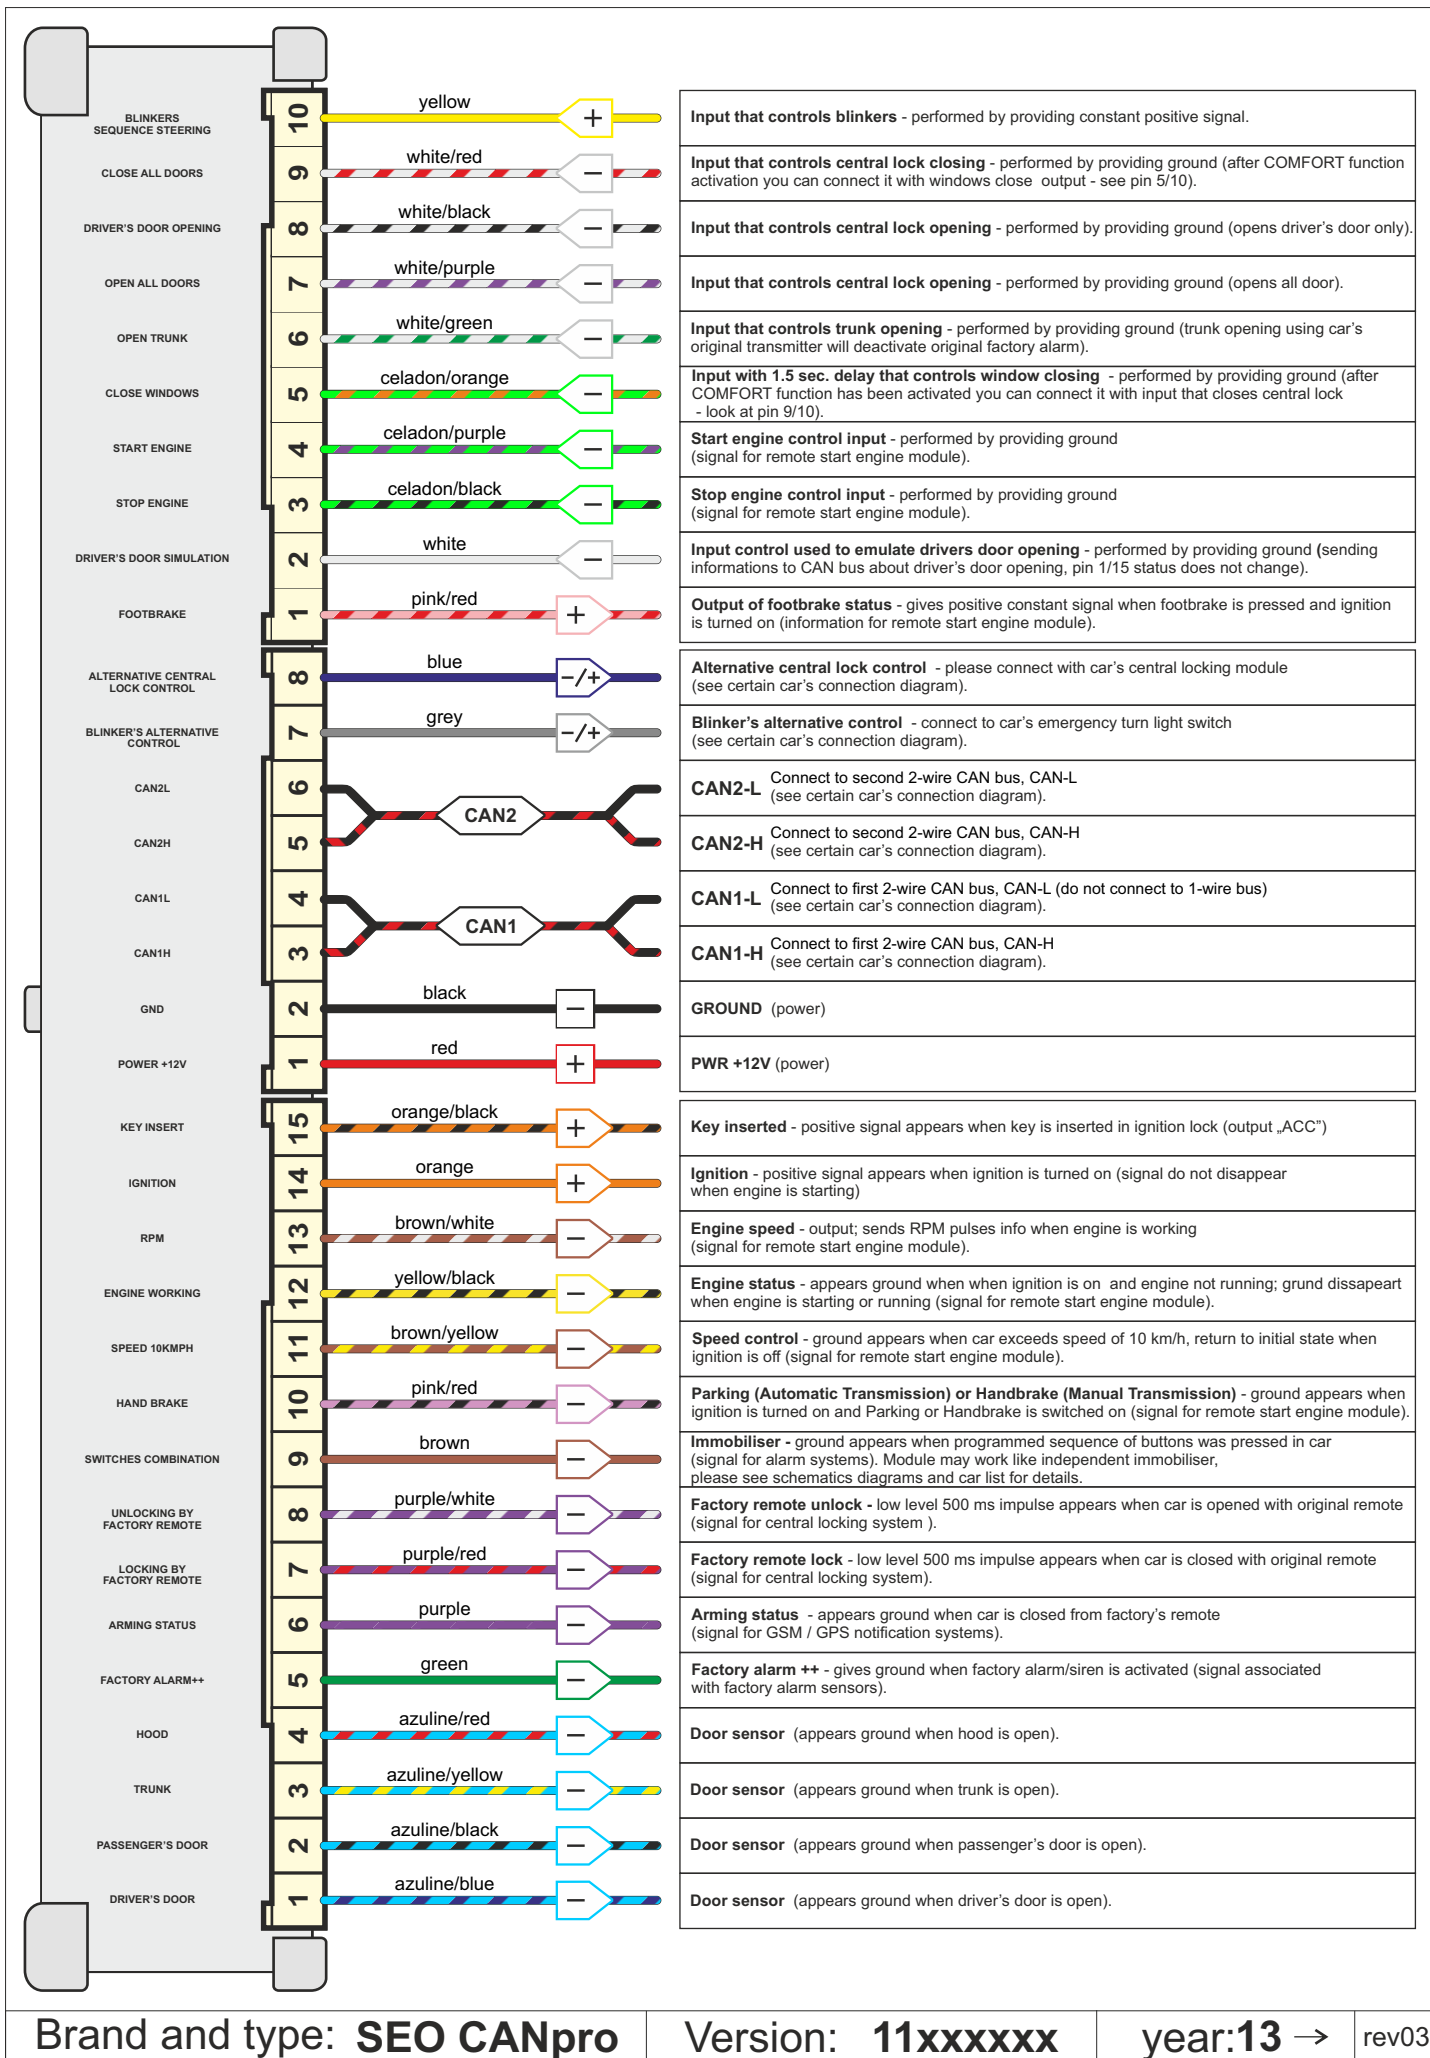 BLINKERS
SEQUENCE STEERING
10
yellow
+
Input that controls blinkers - performed by providing constant positive signal.
CLOSE ALL DOORS
9
white/red
−
Input that controls central lock closing - performed by providing ground (after COMFORT function
activation you can connect it with windows close output - see pin 5/10).
DRIVER'S DOOR OPENING
8
white/black
−
Input that controls central lock opening - performed by providing ground (opens driver's door only).
OPEN ALL DOORS
7
white/purple
−
Input that controls central lock opening - performed by providing ground (opens all door).
OPEN TRUNK
6
white/green
−
Input that controls trunk opening - performed by providing ground (trunk opening using car's
original transmitter will deactivate original factory alarm).
CLOSE WINDOWS
5
celadon/orange
−
Input with 1.5 sec. delay that controls window closing - performed by providing ground (after
COMFORT function has been activated you can connect it with input that closes central lock
- look at pin 9/10).
START ENGINE
4
celadon/purple
−
Start engine control input - performed by providing ground
(signal for remote start engine module).
STOP ENGINE
3
celadon/black
−
Stop engine control input - performed by providing ground
(signal for remote start engine module).
DRIVER'S DOOR SIMULATION
2
white
−
Input control used to emulate drivers door opening - performed by providing ground (sending
informations to CAN bus about driver's door opening, pin 1/15 status does not change).
FOOTBRAKE
1
pink/red
+
Output of footbrake status - gives positive constant signal when footbrake is pressed and ignition
is turned on (information for remote start engine module).
ALTERNATIVE CENTRAL
LOCK CONTROL
8
blue
−/+
Alternative central lock control - please connect with car's central locking module
(see certain car's connection diagram).
BLINKER'S ALTERNATIVE
CONTROL
7
grey
−/+
Blinker's alternative control - connect to car's emergency turn light switch
(see certain car's connection diagram).
CAN2L
6
CAN2-L Connect to second 2-wire CAN bus, CAN-L
(see certain car's connection diagram).
CAN2
CAN2H
5
CAN2-H Connect to second 2-wire CAN bus, CAN-H
(see certain car's connection diagram).
CAN1L
4
CAN1-L Connect to first 2-wire CAN bus, CAN-L (do not connect to 1-wire bus)
(see certain car's connection diagram).
CAN1
CAN1H
3
CAN1-H Connect to first 2-wire CAN bus, CAN-H
(see certain car's connection diagram).
GND
2
black
−
GROUND (power)
POWER +12V
1
red
+
PWR +12V (power)
KEY INSERT
15
orange/black
+
Key inserted - positive signal appears when key is inserted in ignition lock (output „ACC”)
IGNITION
14
orange
+
Ignition - positive signal appears when ignition is turned on (signal do not disappear
when engine is starting)
RPM
13
brown/white
−
Engine speed - output; sends RPM pulses info when engine is working
(signal for remote start engine module).
ENGINE WORKING
12
yellow/black
−
Engine status - appears ground when when ignition is on and engine not running; grund dissapeart
when engine is starting or running (signal for remote start engine module).
SPEED 10KMPH
11
brown/yellow
−
Speed control - ground appears when car exceeds speed of 10 km/h, return to initial state when
ignition is off (signal for remote start engine module).
HAND BRAKE
10
pink/red
−
Parking (Automatic Transmission) or Handbrake (Manual Transmission) - ground appears when
ignition is turned on and Parking or Handbrake is switched on (signal for remote start engine module).
SWITCHES COMBINATION
9
brown
−
Immobiliser - ground appears when programmed sequence of buttons was pressed in car
(signal for alarm systems). Module may work like independent immobiliser,
please see schematics diagrams and car list for details.
UNLOCKING BY
FACTORY REMOTE
8
purple/white
−
Factory remote unlock - low level 500 ms impulse appears when car is opened with original remote
(signal for central locking system ).
LOCKING BY
FACTORY REMOTE
7
purple/red
−
Factory remote lock - low level 500 ms impulse appears when car is closed with original remote
(signal for central locking system).
ARMING STATUS
6
purple
−
Arming status - appears ground when car is closed from factory's remote
(signal for GSM / GPS notification systems).
FACTORY ALARM++
5
green
−
Factory alarm ++ - gives ground when factory alarm/siren is activated (signal associated
with factory alarm sensors).
HOOD
4
azuline/red
−
Door sensor (appears ground when hood is open).
TRUNK
3
azuline/yellow
−
Door sensor (appears ground when trunk is open).
PASSENGER'S DOOR
2
azuline/black
−
Door sensor (appears ground when passenger's door is open).
DRIVER'S DOOR
1
azuline/blue
−
Door sensor (appears ground when driver's door is open).
Brand and type: SEO CANpro
Version: 11xxxxxx
year:13 →
rev03